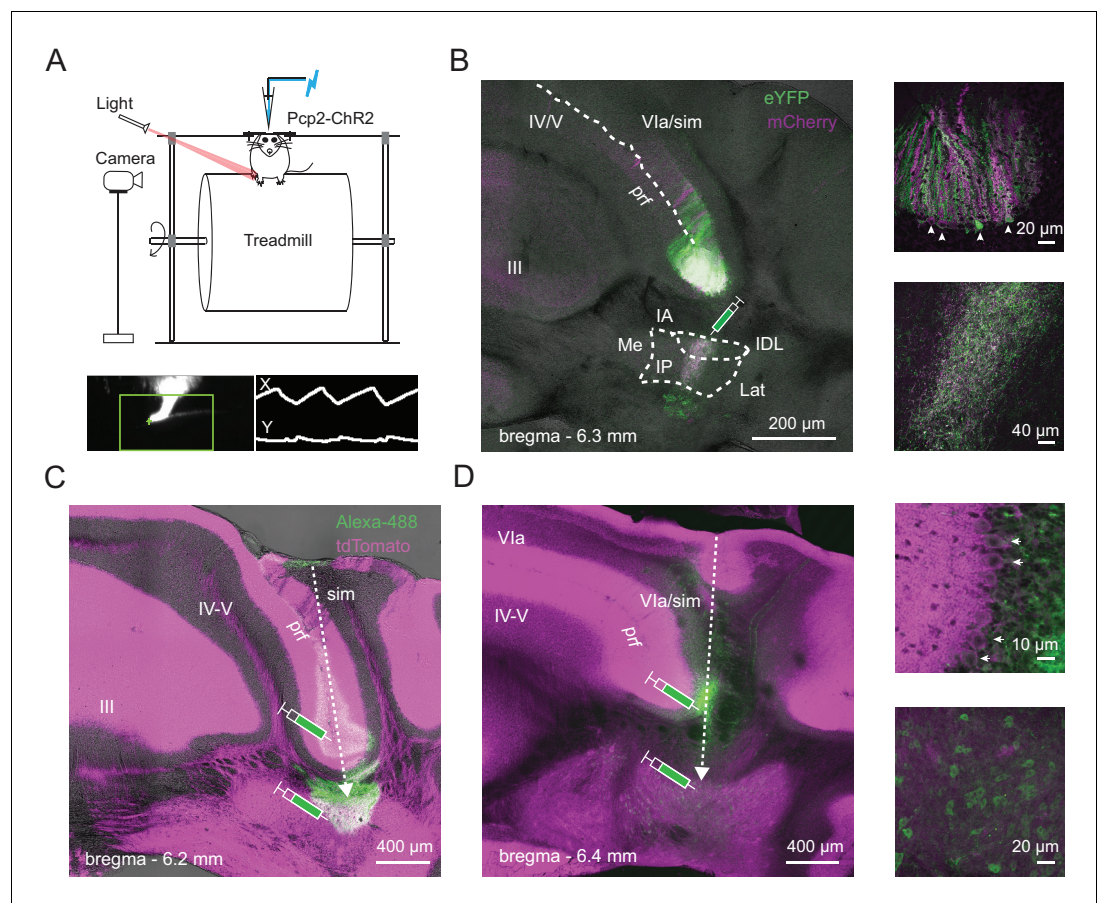 A
Light
Pcp2-ChR2
Camera
Treadmill
X
Y
B
eYFP
mCherry
IV/V
VIa/sim
prf
III
IA
Me
IDL
IP
Lat
bregma - 6.3 mm
200 µm
20 µm
40 µm
C
Alexa-488
tdTomato
sim
IV-V
prf
III
bregma - 6.2 mm
400 µm
D
VIa
VIa/sim
IV-V
prf
bregma - 6.4 mm
400 µm
10 µm
20 µm